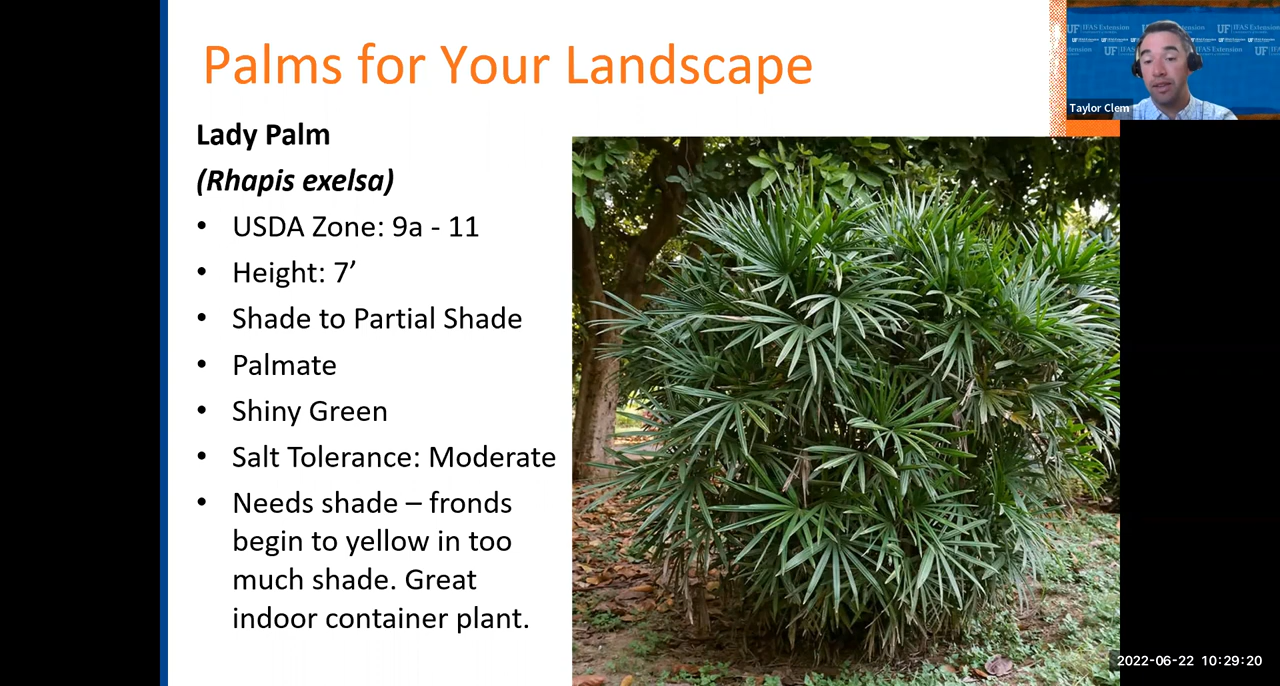 Palms for Your Landscape
Lady Palm
(Rhapis exelsa)
• USDA Zone: 9a - 11
• Height: 7’
• Shade to Partial Shade
• Palmate
• Shiny Green
• Salt Tolerance: Moderate
• Needs shade – fronds
begin to yellow in too
much shade. Great
indoor container plant.
UF IFAS Extension
Taylor Clem
2022-06-22 10:29:20